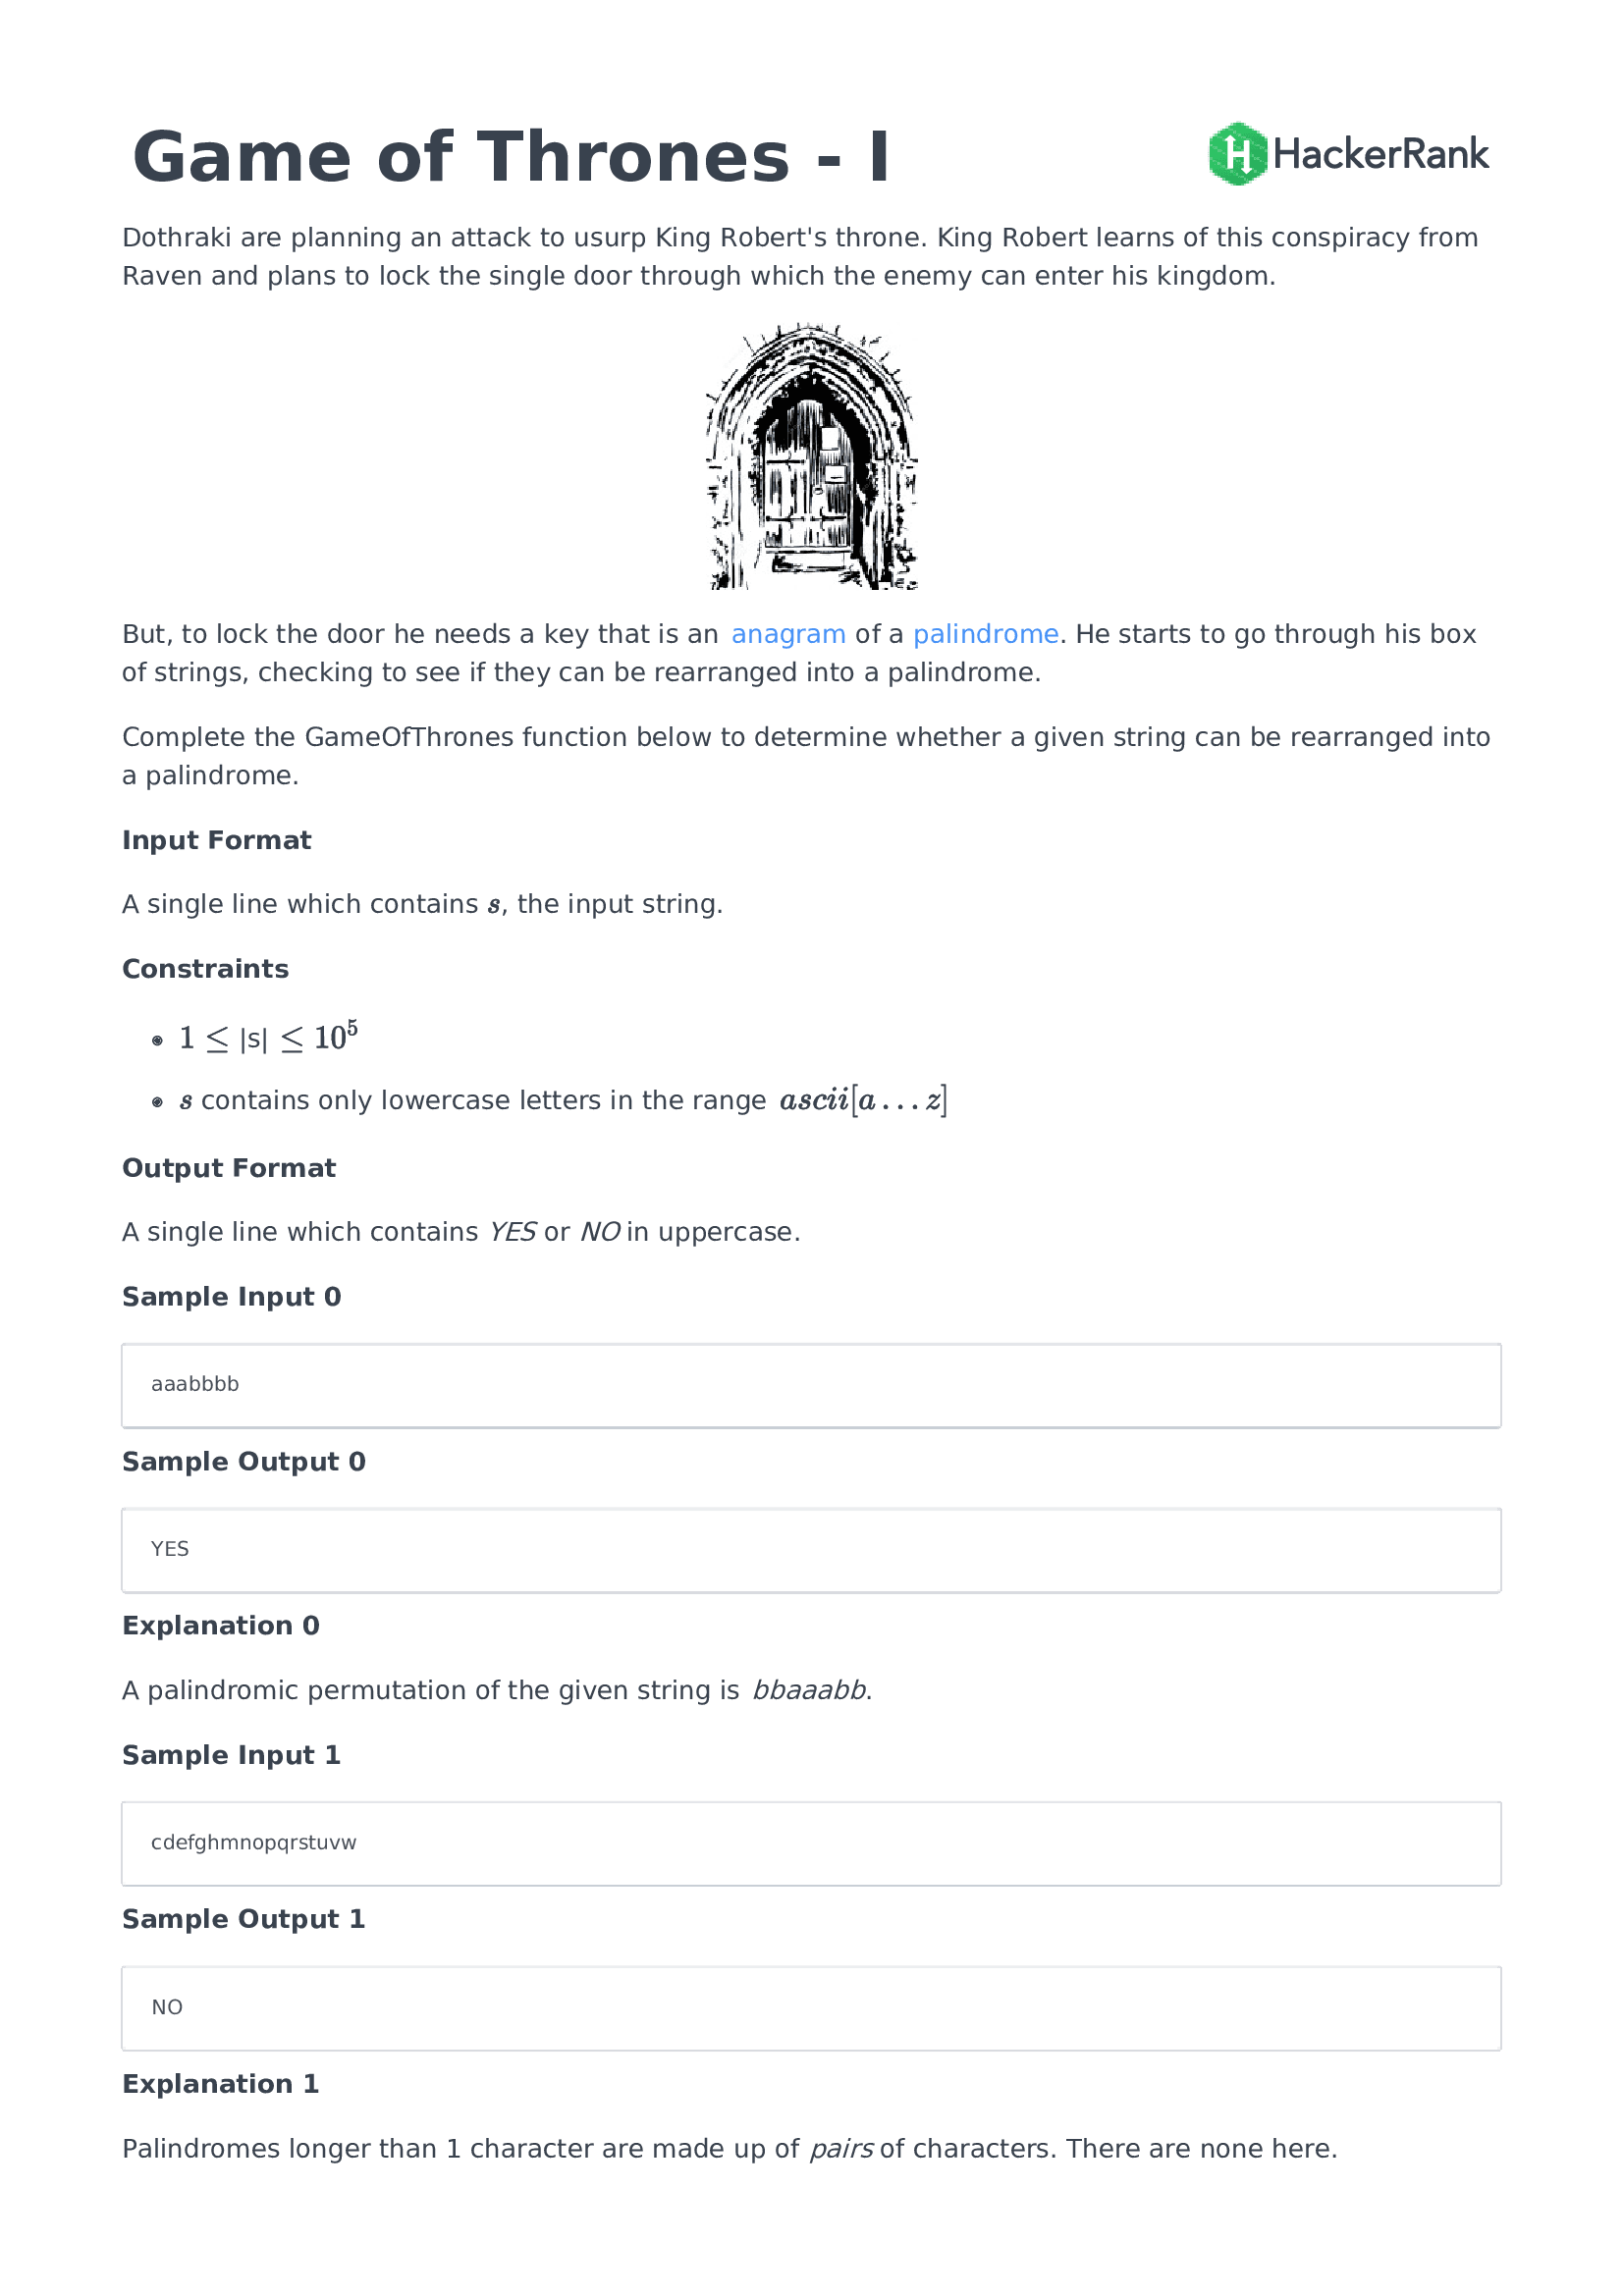 Game of Thrones - I
HackerRank
Dothraki are planning an attack to usurp King Robert's throne. King Robert learns of this conspiracy from
Raven and plans to lock the single door through which the enemy can enter his kingdom.
But, to lock the door he needs a key that is an anagram of a palindrome. He starts to go through his box
of strings, checking to see if they can be rearranged into a palindrome.
Complete the GameOfThrones function below to determine whether a given string can be rearranged into
a palindrome.
Input Format
A single line which contains s, the input string.
Constraints
• 1 ≤ |s| ≤ 10⁵
• s contains only lowercase letters in the range ascii[a…z]
Output Format
A single line which contains YES or NO in uppercase.
Sample Input 0
aaabbbb
Sample Output 0
YES
Explanation 0
A palindromic permutation of the given string is bbaaabb.
Sample Input 1
cdefghmnopqrstuvw
Sample Output 1
NO
Explanation 1
Palindromes longer than 1 character are made up of pairs of characters. There are none here.